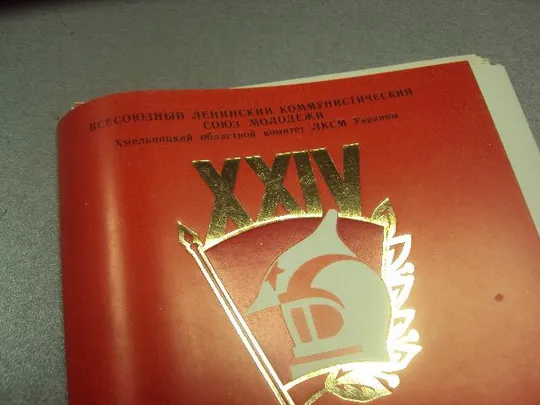 ВСЕСОЮЗНЫЙ ЛЕНИНСКИЙ КОММУНИСТИЧЕСКИЙ
СОЮЗ МОЛОДЕЖИ
Хмельницкий областной комитет ЛКСМ Украины
XXIV